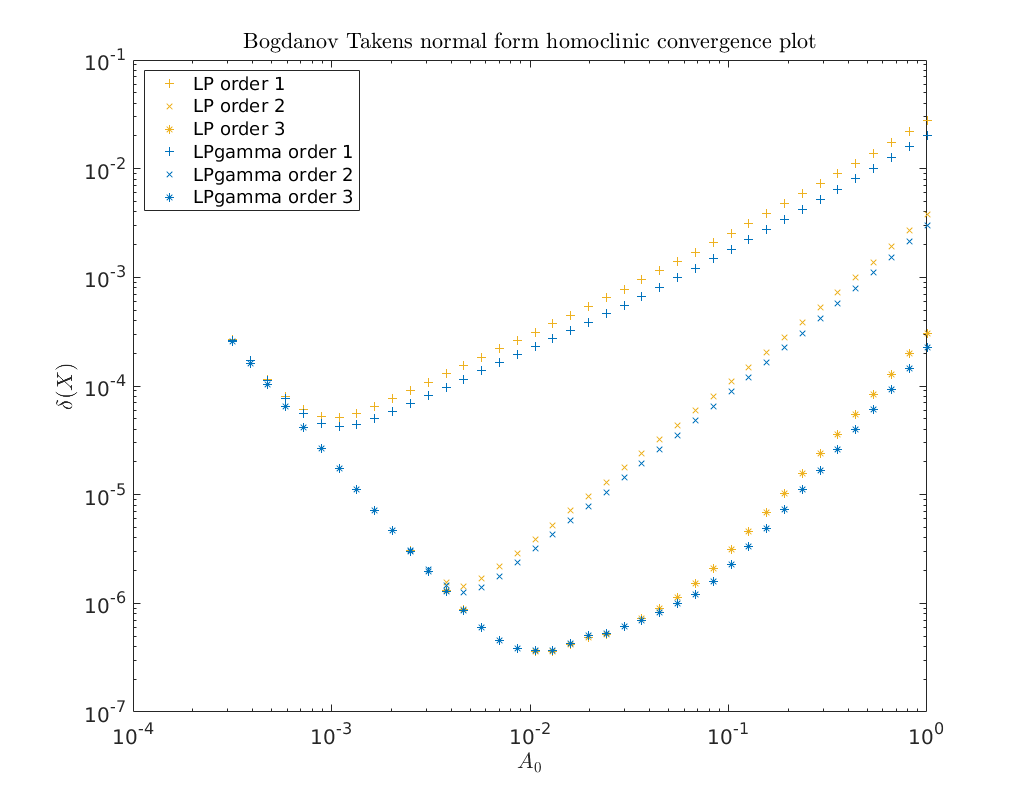 Bogdanov Takens normal form homoclinic convergence plot
10^-1
LP order 1
LP order 2
LP order 3
LPgamma order 1
LPgamma order 2
LPgamma order 3
10^-2
10^-3
10^-4
δ(X)
10^-5
10^-6
10^-7
10^-4 10^-3 10^-2 10^-1 10^0
A_0